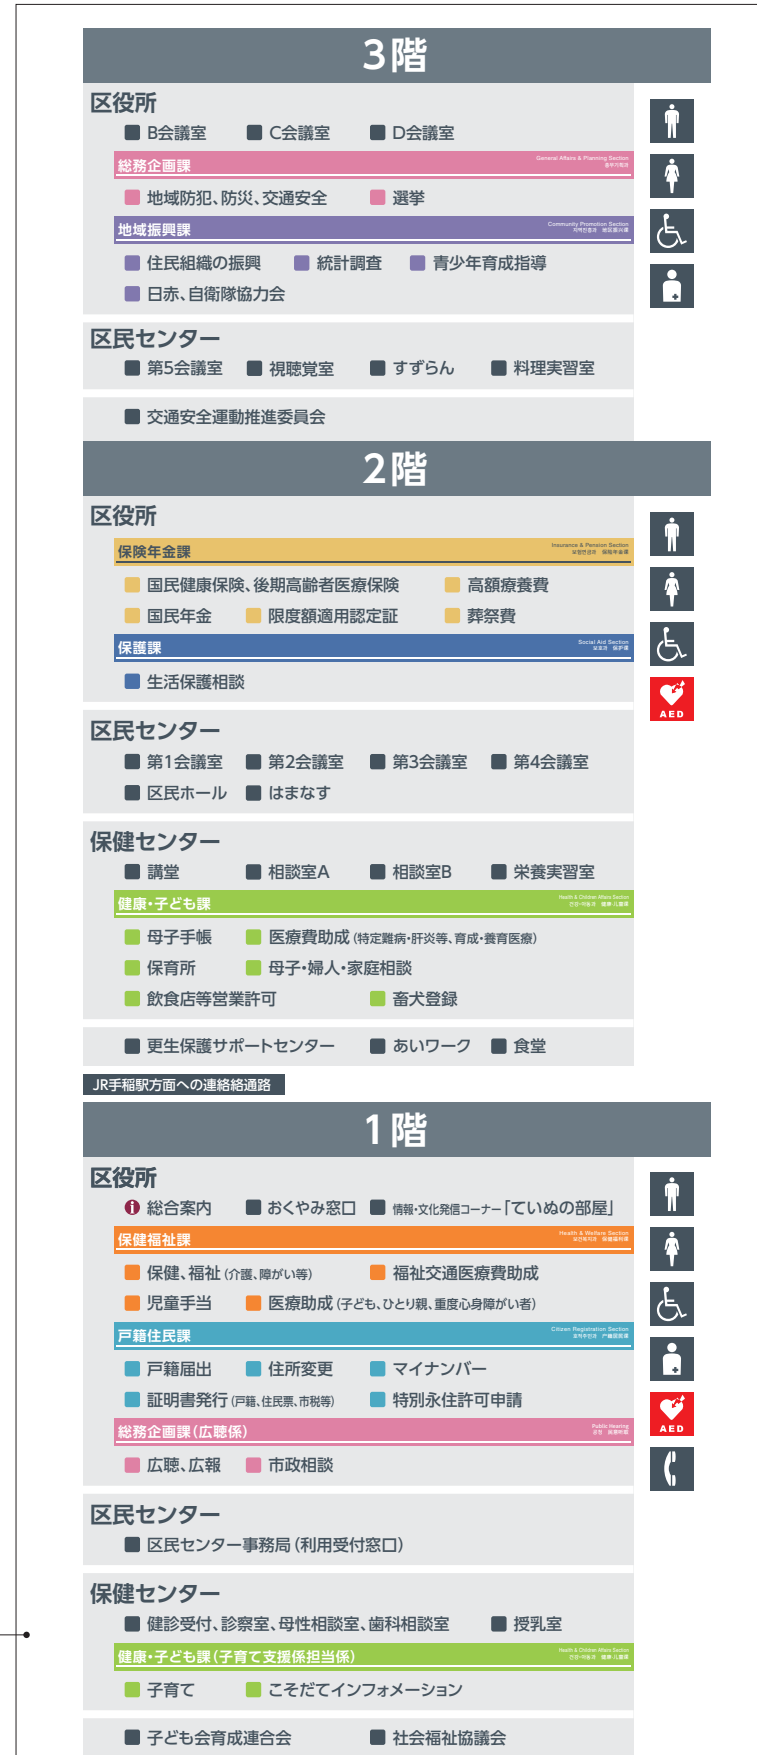 3階
区役所
B会議室 C会議室 D会議室
総務企画課 General Affairs & Planning Section
地域防犯、防災、交通安全 選挙
地域振興課 Community Promotion Section
住民組織の振興 統計調査 青少年育成指導
日赤、自衛隊協力会
区民センター
第5会議室 視聴覚室 すずらん 料理実習室
交通安全運動推進委員会
2階
区役所
保険年金課 Insurance & Pension Section
国民健康保険、後期高齢者医療保険 高額療養費
国民年金 限度額適用認定証 葬祭費
保護課 Social Aid Section
生活保護相談
区民センター
第1会議室 第2会議室 第3会議室 第4会議室
区民ホール はまなす
AED
保健センター
講堂 相談室A 相談室B 栄養実習室
健康・子ども課 Health & Children Affairs Section
母子手帳 医療費助成(特定難病・肝炎等、育成・養育医療)
保育所 母子・婦人・家庭相談
飲食店等営業許可 畜犬登録
更生保護サポートセンター あいワーク 食堂
JR手稲駅方面への連絡絡通路
1階
区役所
総合案内 おくやみ窓口 情報・文化発信コーナー「ていぬの部屋」
保健福祉課 Health & Welfare Section
保健、福祉(介護、障がい等) 福祉交通医療費助成
児童手当 医療助成(子ども、ひとり親、重度心身障がい者)
戸籍住民課 Citizen Registration Section
戸籍届出 住所変更 マイナンバー
証明書発行(戸籍、住民票、市税等) 特別永住許可申請
総務企画課(広聴係) Public Hearing
広聴、広報 市政相談
AED
区民センター
区民センター事務局(利用受付窓口)
保健センター
健診受付、診察室、母性相談室、歯科相談室 授乳室
健康・子ども課(子育て支援係担当係) Health & Children Affairs Section
子育て こそだてインフォメーション
子ども会育成連合会 社会福祉協議会